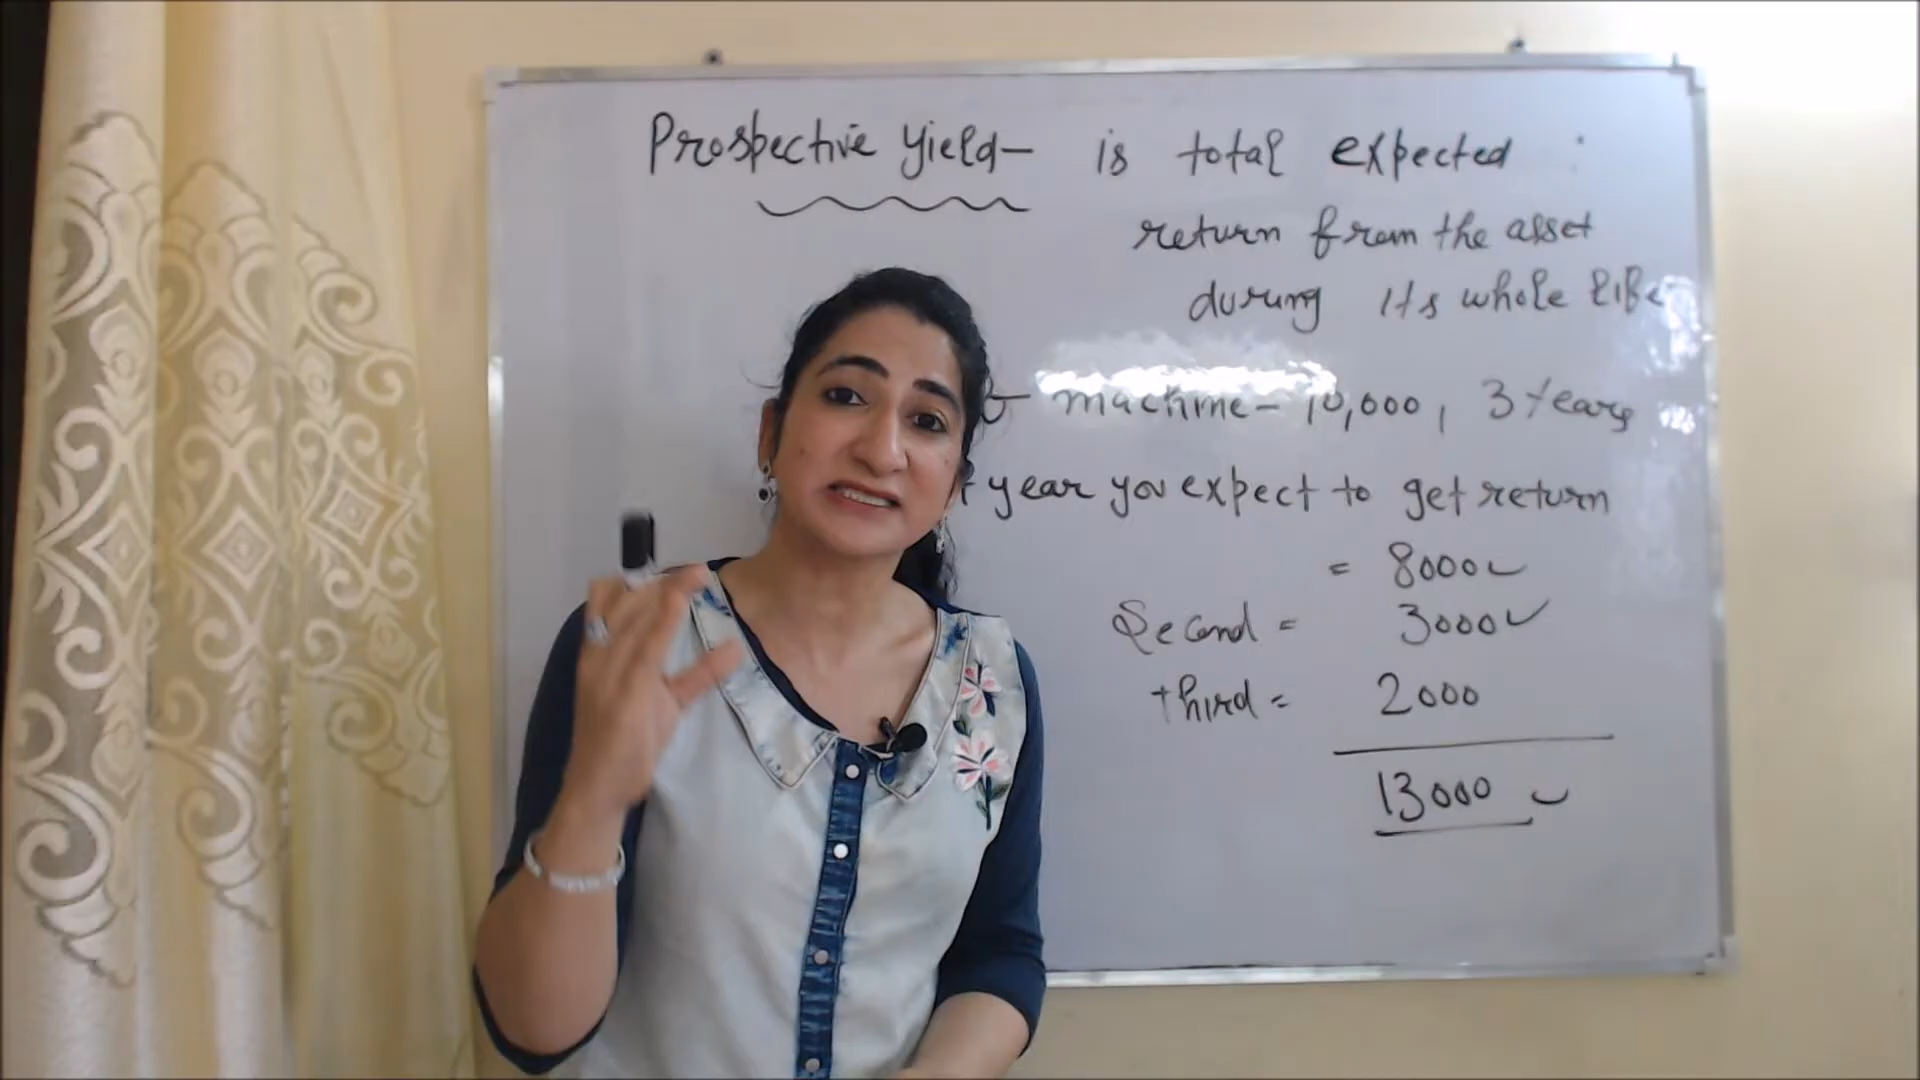 Prospective Yield— is total expected
return from the asset
during its whole life
- machine - 10,000, 3 Years
year you expect to get return
= 8000
Second = 3000
third = 2000
13000